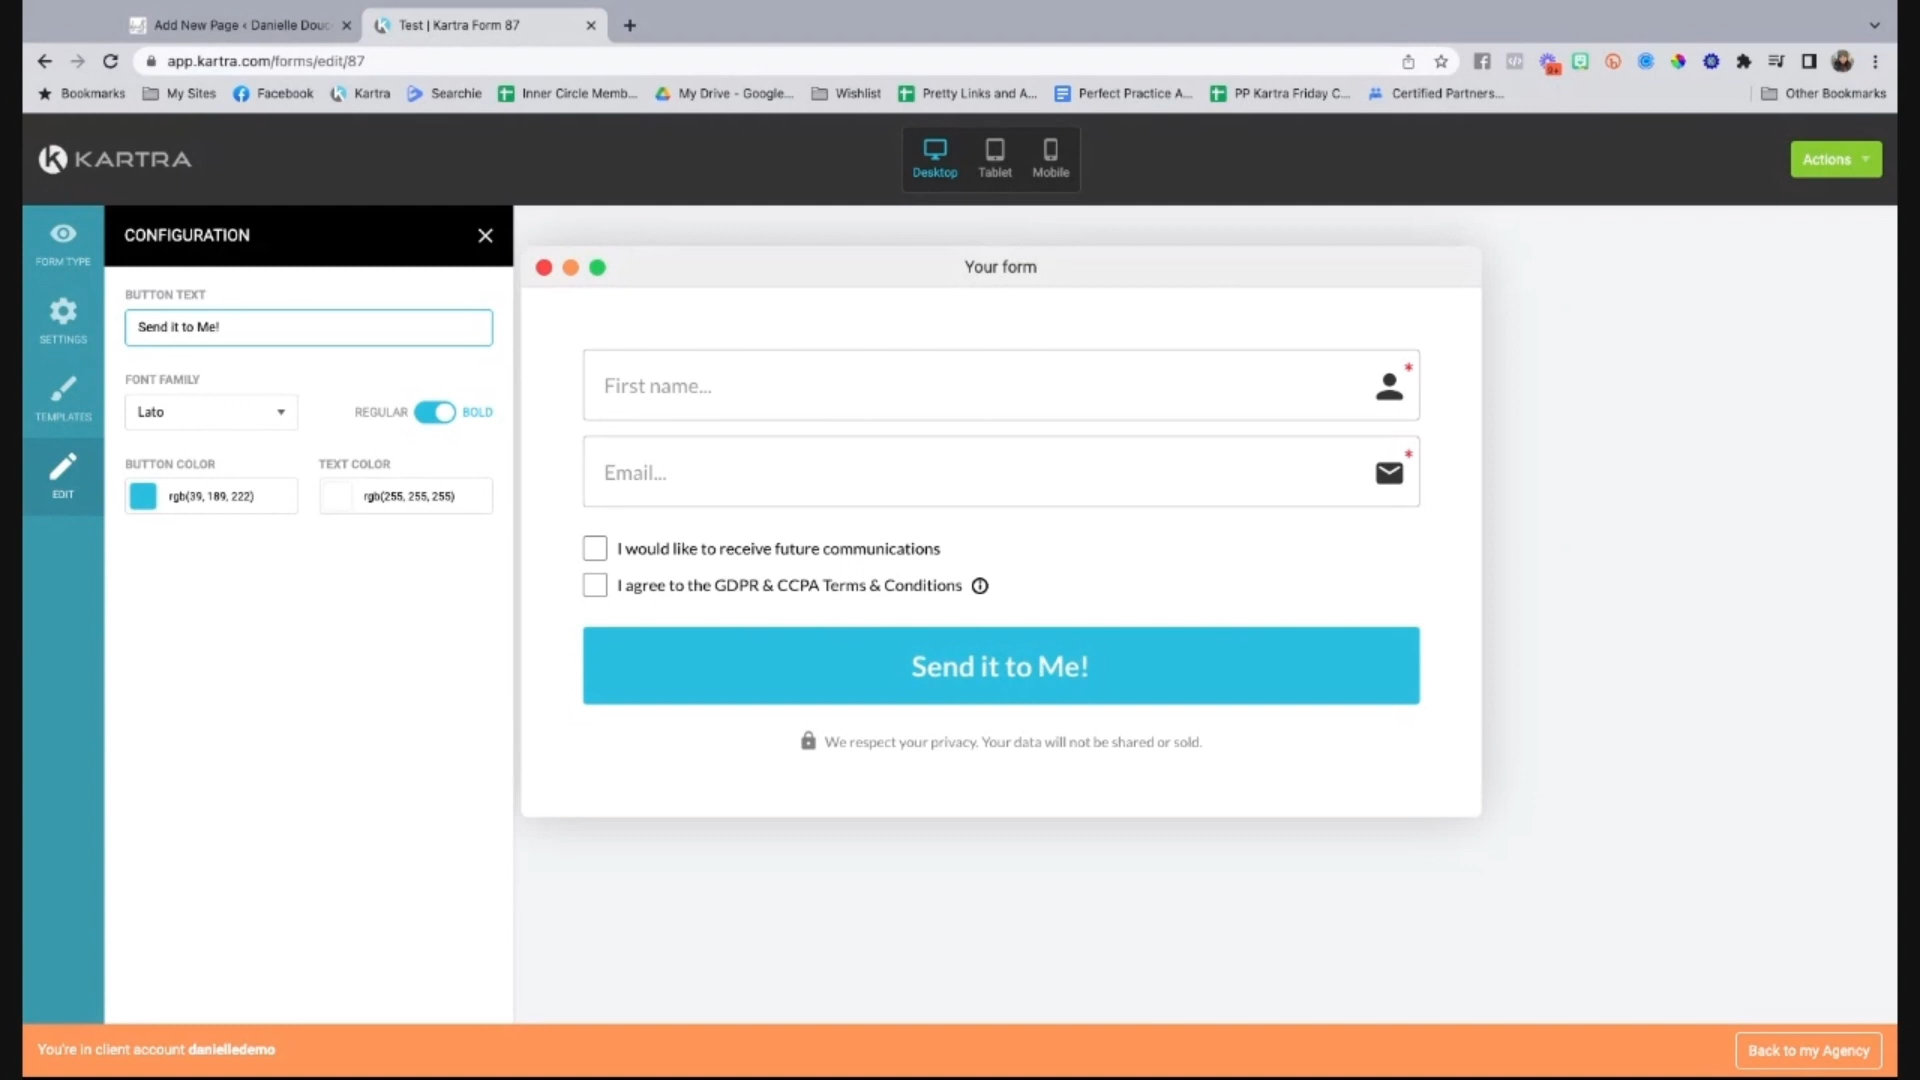 Add New Page ‹ Danielle Douc
Test | Kartra Form 87
app.kartra.com/forms/edit/87
9+
Bookmarks
My Sites
Facebook
Kartra
Searchie
Inner Circle Memb...
My Drive - Google...
Wishlist
Pretty Links and A...
Perfect Practice A...
PP Kartra Friday C...
Certified Partners...
Other Bookmarks
KARTRA
Desktop
Tablet
Mobile
Actions
FORM TYPE
SETTINGS
TEMPLATES
EDIT
CONFIGURATION
BUTTON TEXT
Send it to Me!
FONT FAMILY
Lato
REGULAR
BOLD
BUTTON COLOR
TEXT COLOR
rgb(39, 189, 222)
rgb(255, 255, 255)
Your form
First name...
*
Email...
*
I would like to receive future communications
I agree to the GDPR & CCPA Terms & Conditions
Send it to Me!
We respect your privacy. Your data will not be shared or sold.
You're in client account danielledemo
Back to my Agency